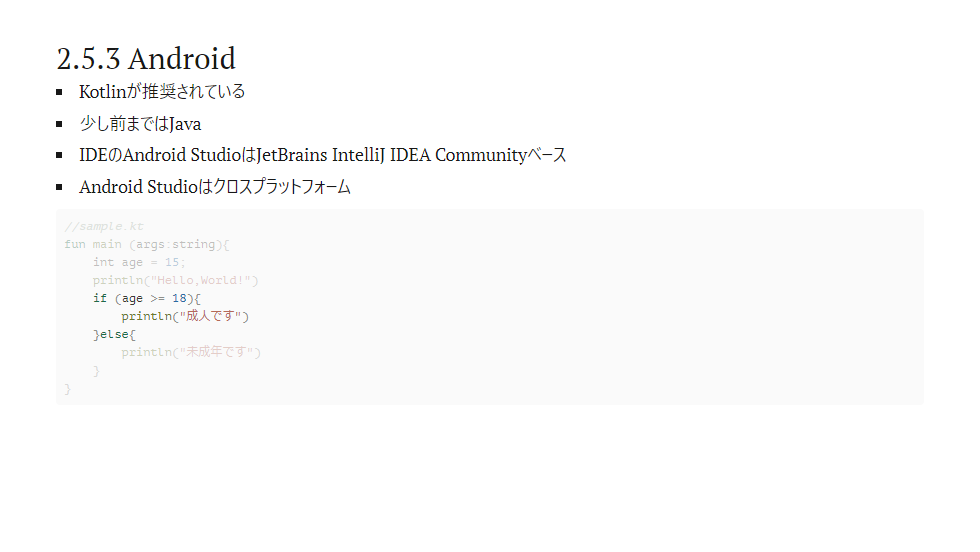 2.5.3 Android
Kotlinが推奨されている
少し前まではJava
IDEのAndroid StudioはJetBrains IntelliJ IDEA Communityベース
Android Studioはクロスプラットフォーム
//sample.kt
fun main (args:string){
    int age = 15;
    println("Hello,World!")
    if (age >= 18){
        println("成人です")
    }else{
        println("未成年です")
    }
}